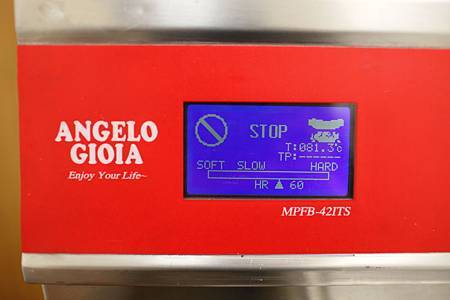 ANGELO
GIOIA
Enjoy Your Life~
STOP
T:081.3℃
TP:------
SOFT SLOW HARD
HR ▲ 60
MPFB-42ITS